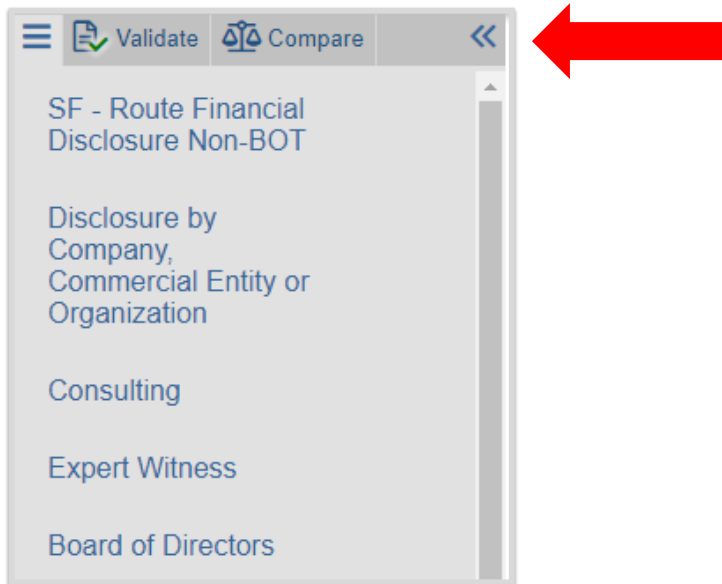 Validate Compare
SF - Route Financial
Disclosure Non-BOT
Disclosure by
Company,
Commercial Entity or
Organization
Consulting
Expert Witness
Board of Directors